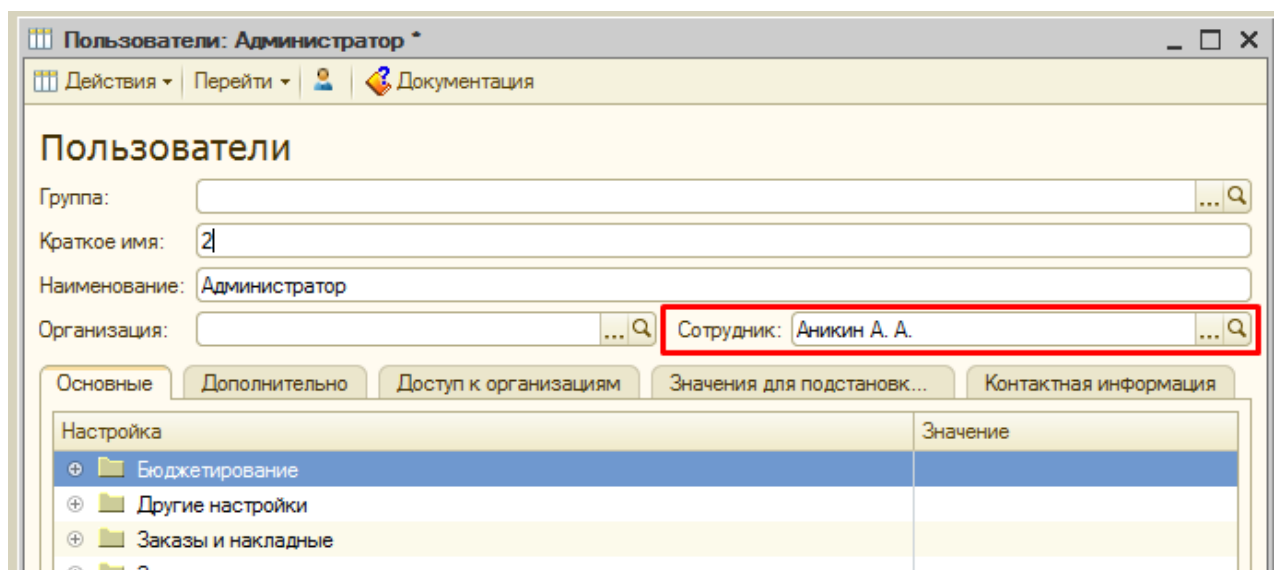 Пользователи: Администратор *
Действия Перейти Документация
Пользователи
Группа: ...
Краткое имя: 2
Наименование: Администратор
Организация: ... Сотрудник: Аникин А. А. ...
Основные Дополнительно Доступ к организациям Значения для подстановк... Контактная информация
Настройка Значение
Бюджетирование
Другие настройки
Заказы и накладные